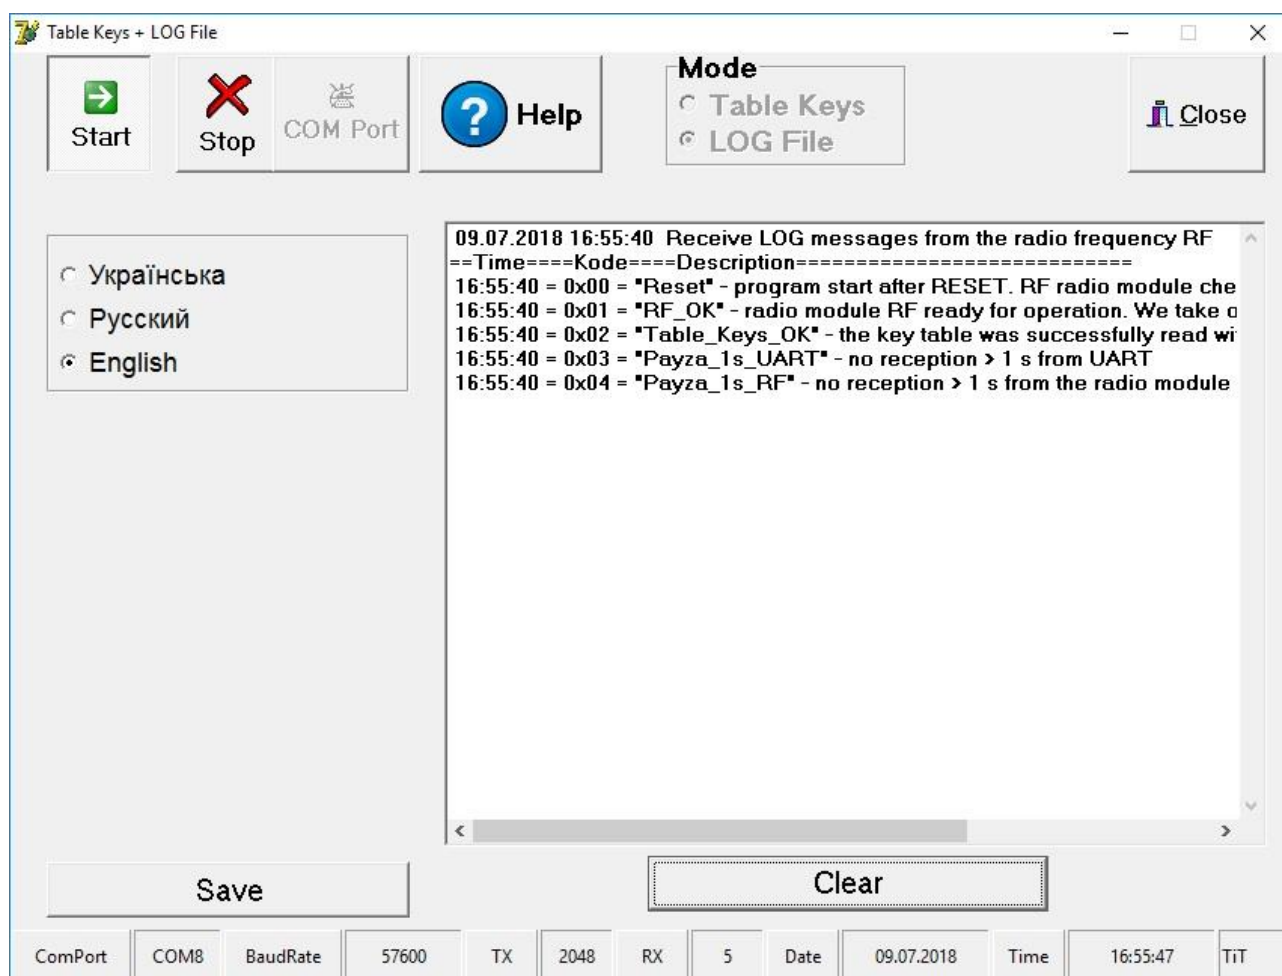 Table Keys + LOG File
Start
Stop
COM Port
Help
Mode
Table Keys
LOG File
Close
Українська
Русский
English
09.07.2018 16:55:40 Receive LOG messages from the radio frequency RF
==Time====Kode====Description============================
16:55:40 = 0x00 = "Reset" - program start after RESET. RF radio module che
16:55:40 = 0x01 = "RF_OK" - radio module RF ready for operation. We take o
16:55:40 = 0x02 = "Table_Keys_OK" - the key table was successfully read wi
16:55:40 = 0x03 = "Payza_1s_UART" - no reception > 1 s from UART
16:55:40 = 0x04 = "Payza_1s_RF" - no reception > 1 s from the radio module
Save
Clear
ComPort COM8 BaudRate 57600 TX 2048 RX 5 Date 09.07.2018 Time 16:55:47 TiT